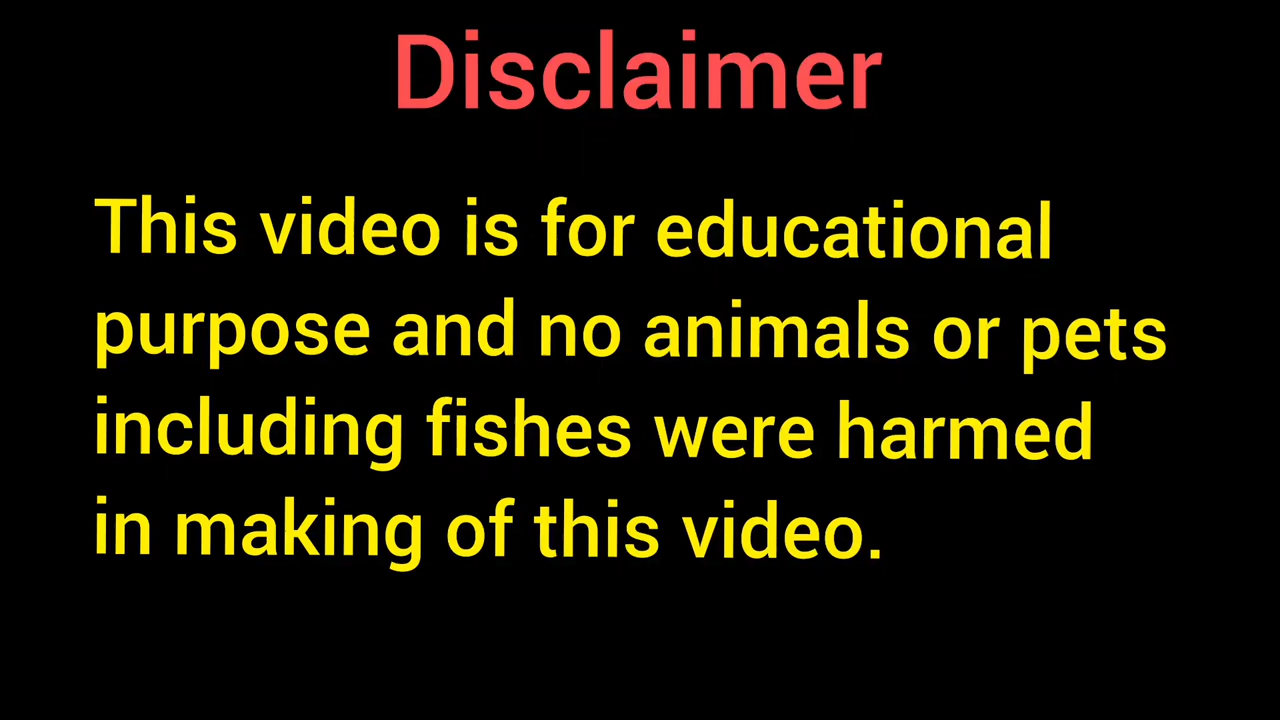 Disclaimer
This video is for educational
purpose and no animals or pets
including fishes were harmed
in making of this video.